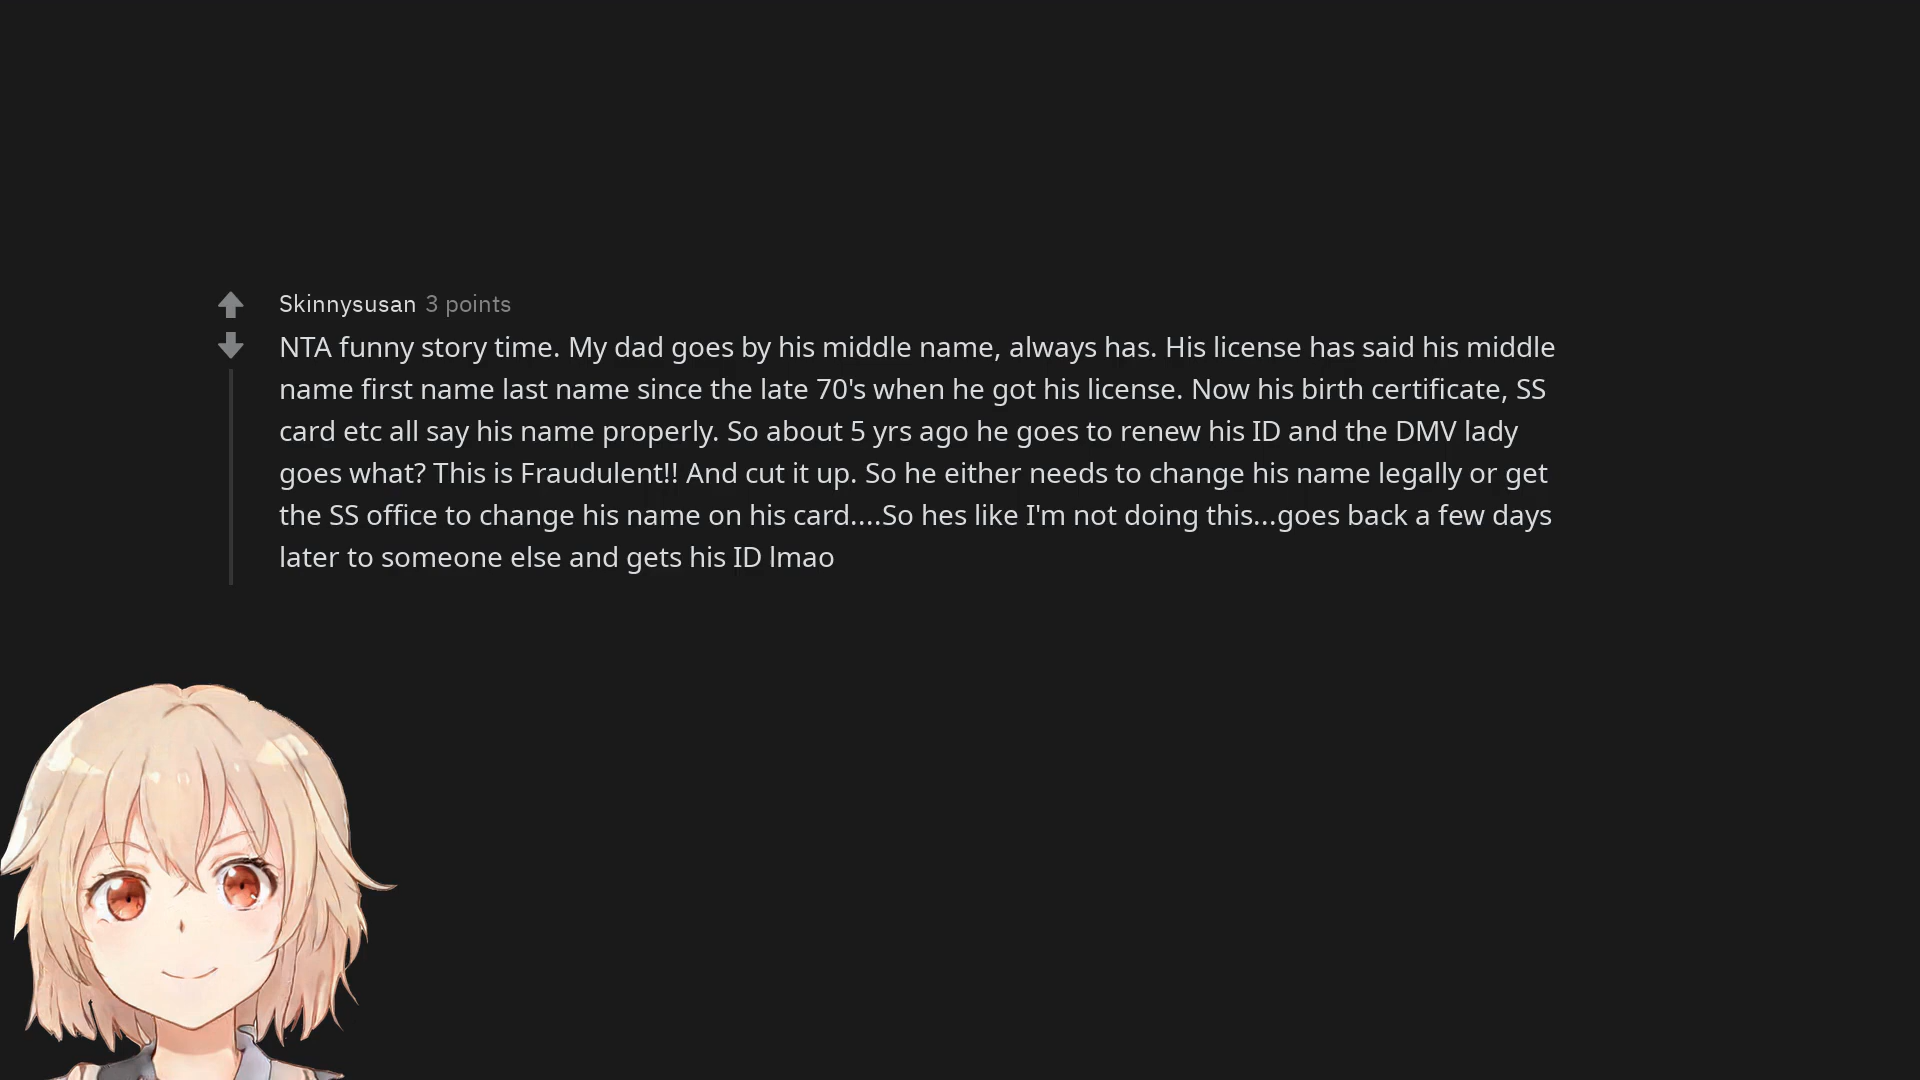 Skinnysusan 3 points
NTA funny story time. My dad goes by his middle name, always has. His license has said his middle
name first name last name since the late 70's when he got his license. Now his birth certificate, SS
card etc all say his name properly. So about 5 yrs ago he goes to renew his ID and the DMV lady
goes what? This is Fraudulent!! And cut it up. So he either needs to change his name legally or get
the SS office to change his name on his card....So hes like I'm not doing this...goes back a few days
later to someone else and gets his ID lmao